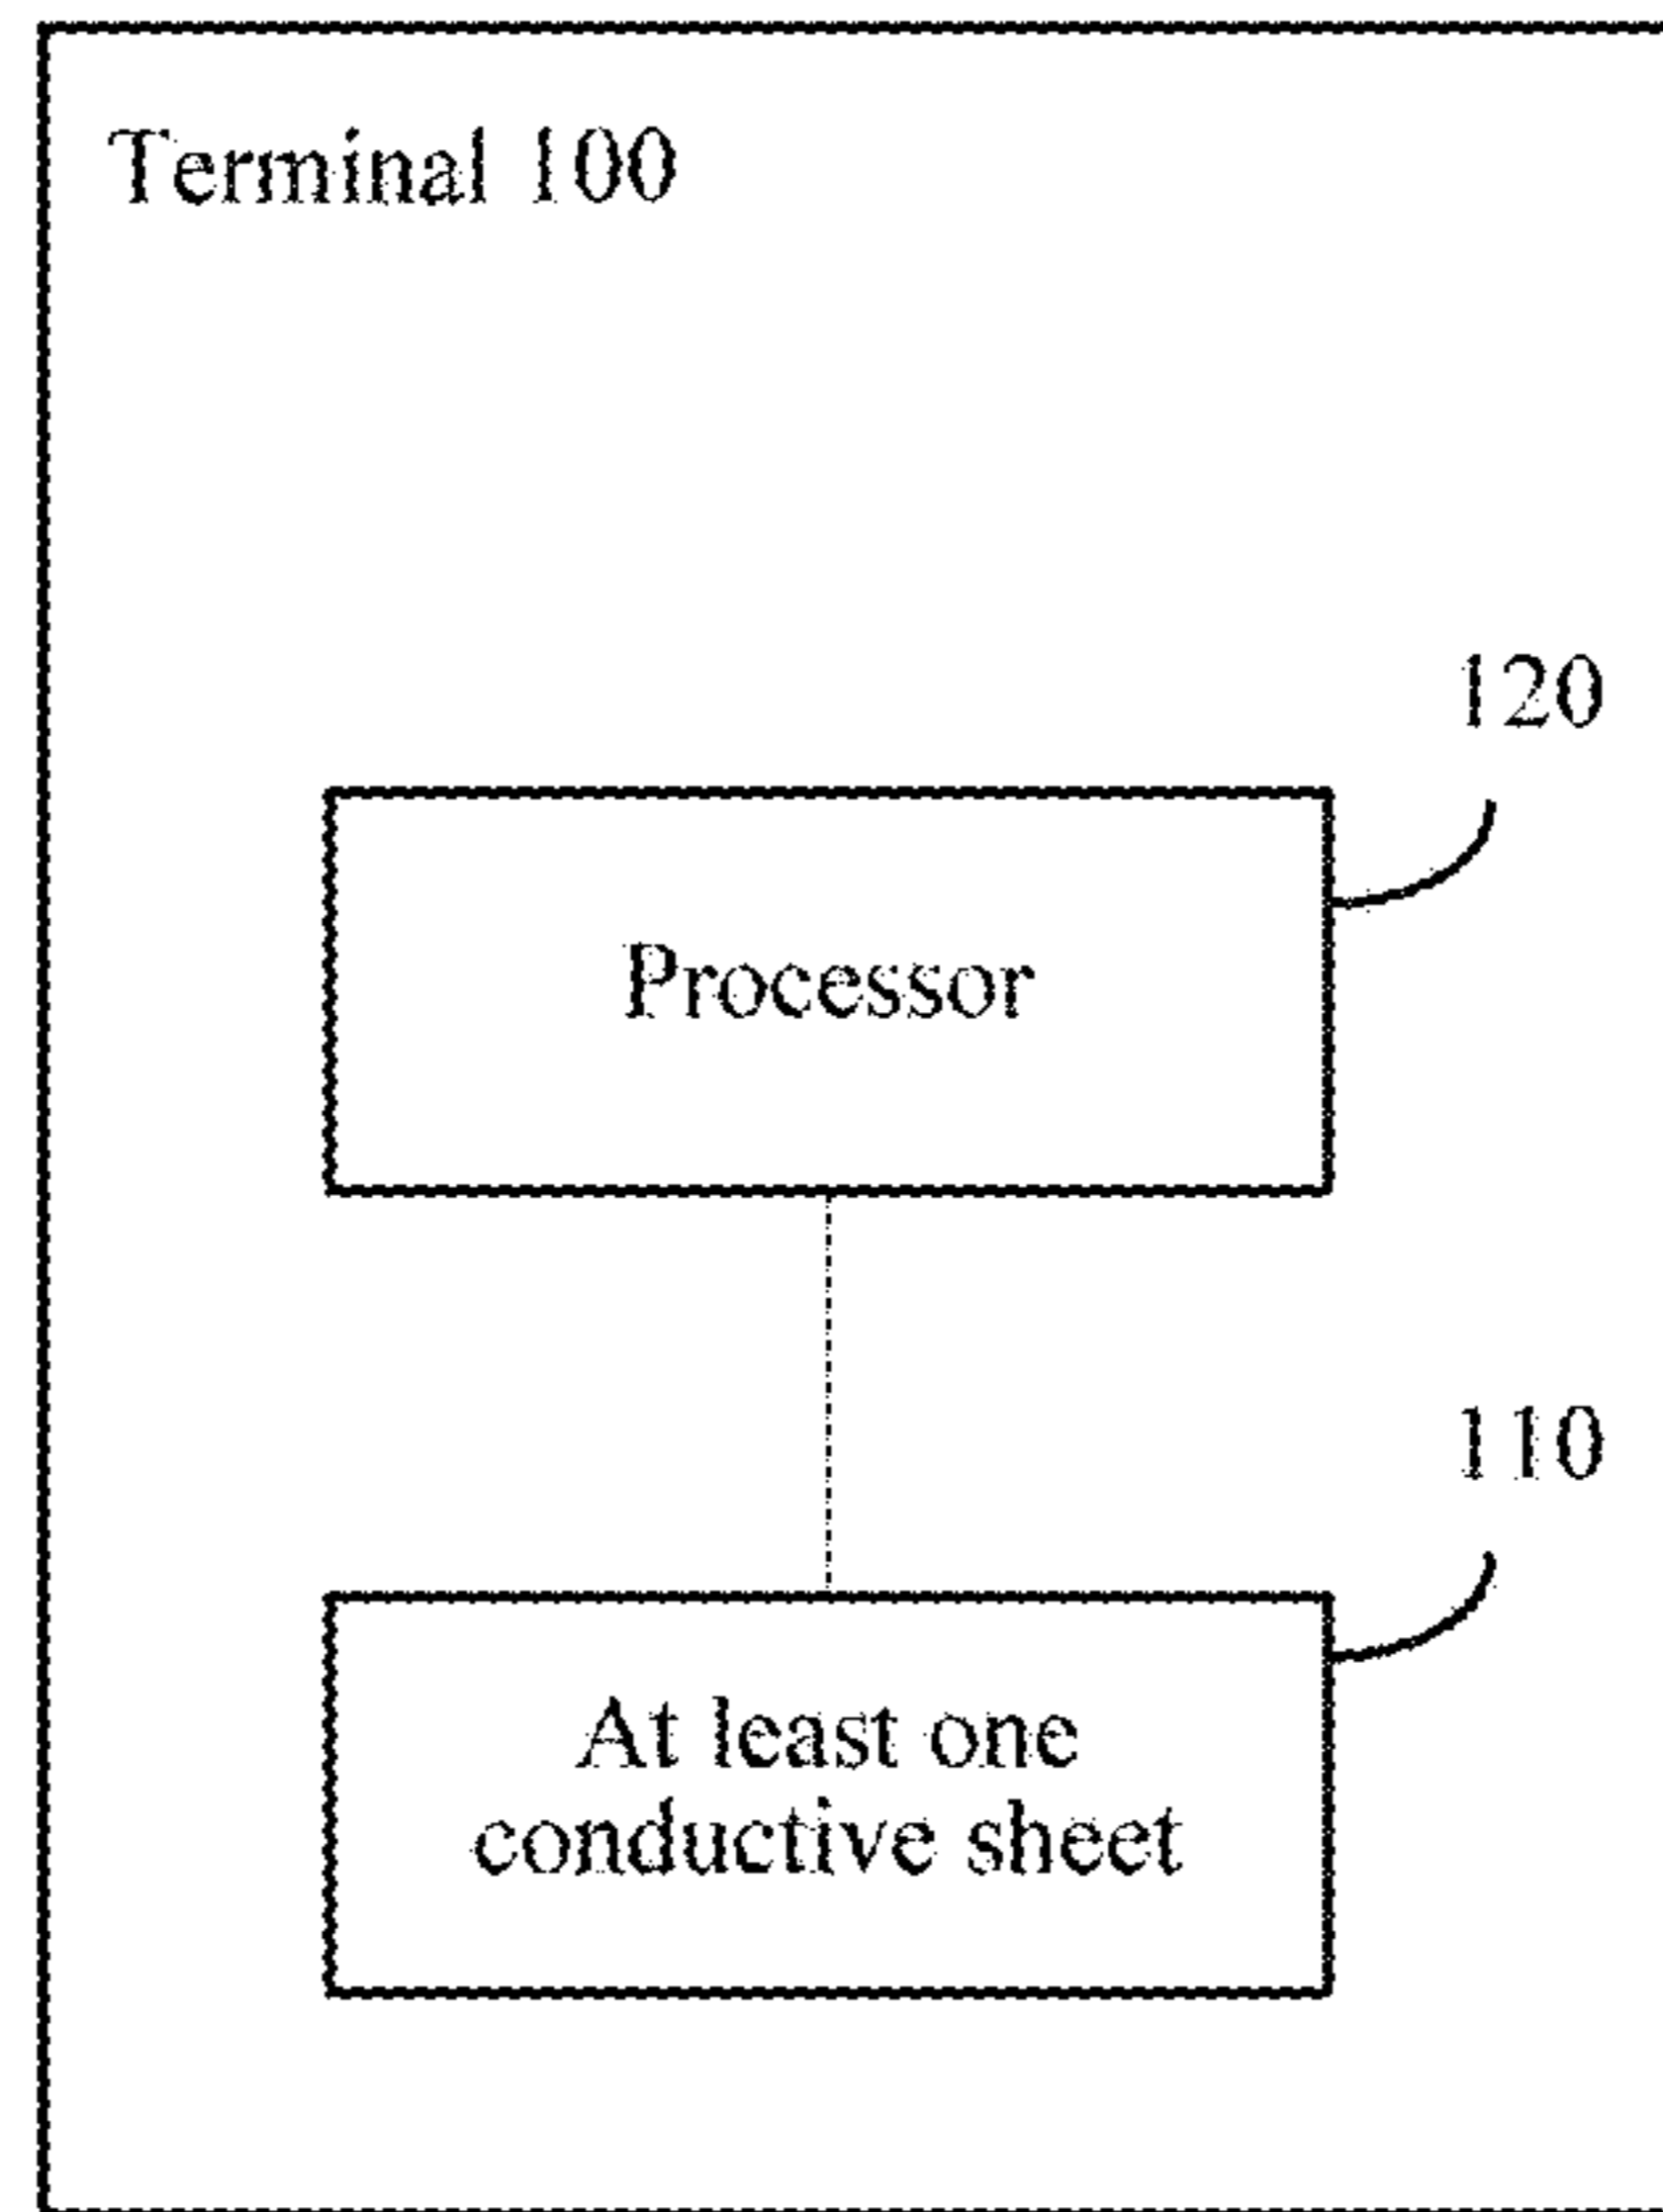 Terminal 100
120
Processor
110
At least one
conductive sheet